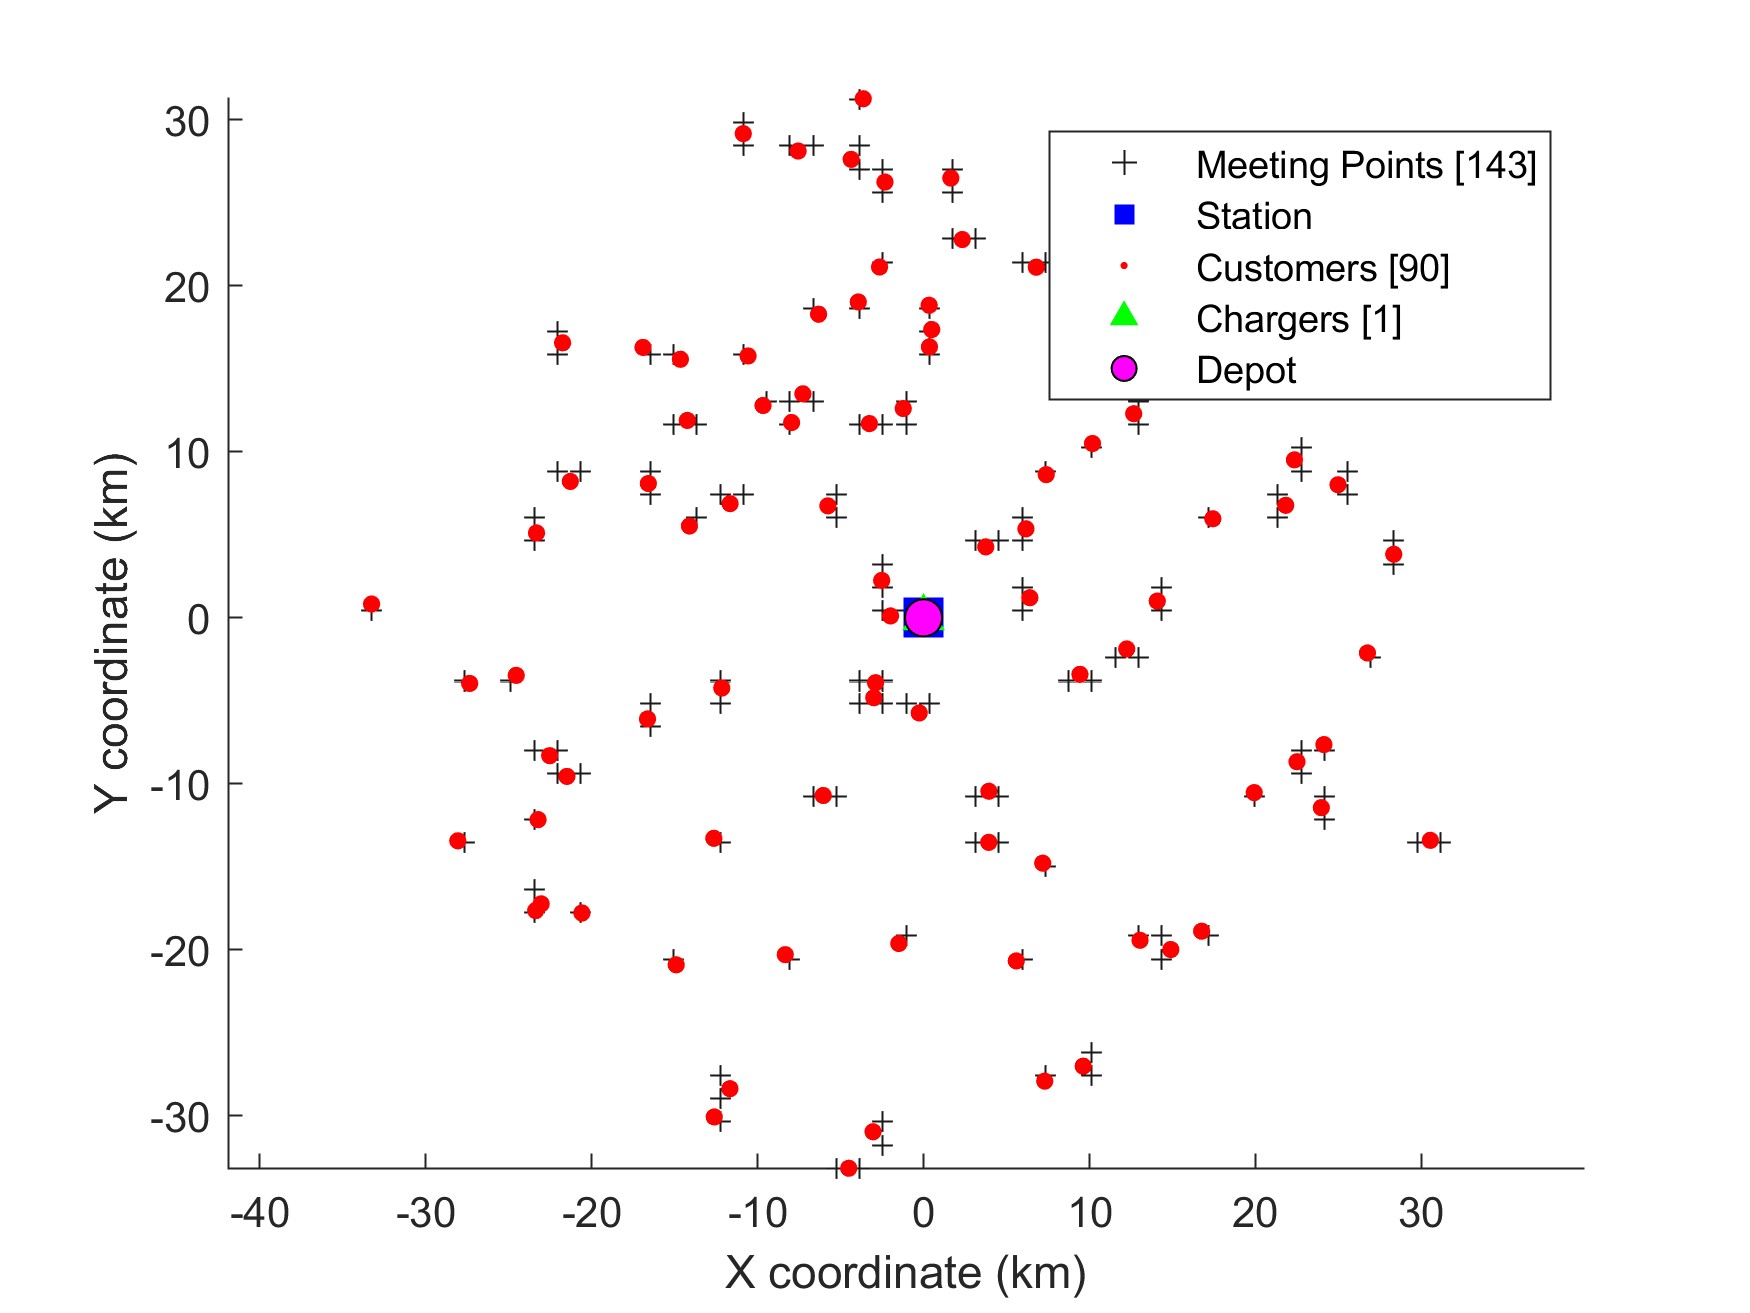 30
20
10
0
-10
-20
-30
Y coordinate (km)
Meeting Points [143]
Station
Customers [90]
Chargers [1]
Depot
-40 -30 -20 -10 0 10 20 30
X coordinate (km)